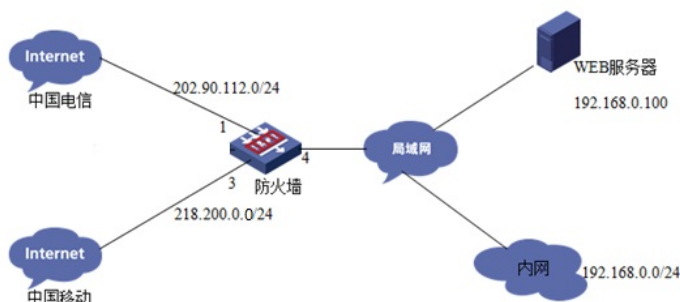 Internet
中国电信
202.90.112.0/24
1
防火墙
3
4
218.200.0.0/24
Internet
中国移动
局域网
WEB服务器
192.168.0.100
内网
192.168.0.0/24